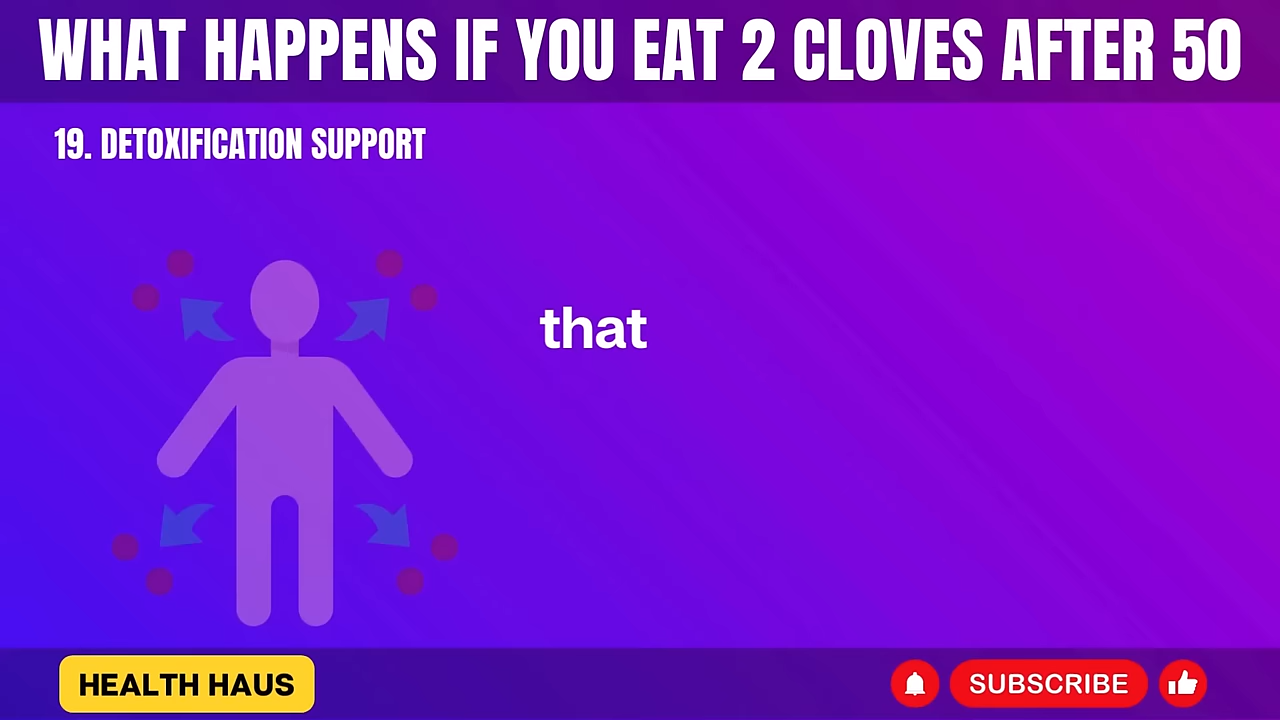 WHAT HAPPENS IF YOU EAT 2 CLOVES AFTER 50
19. DETOXIFICATION SUPPORT
that
HEALTH HAUS
SUBSCRIBE